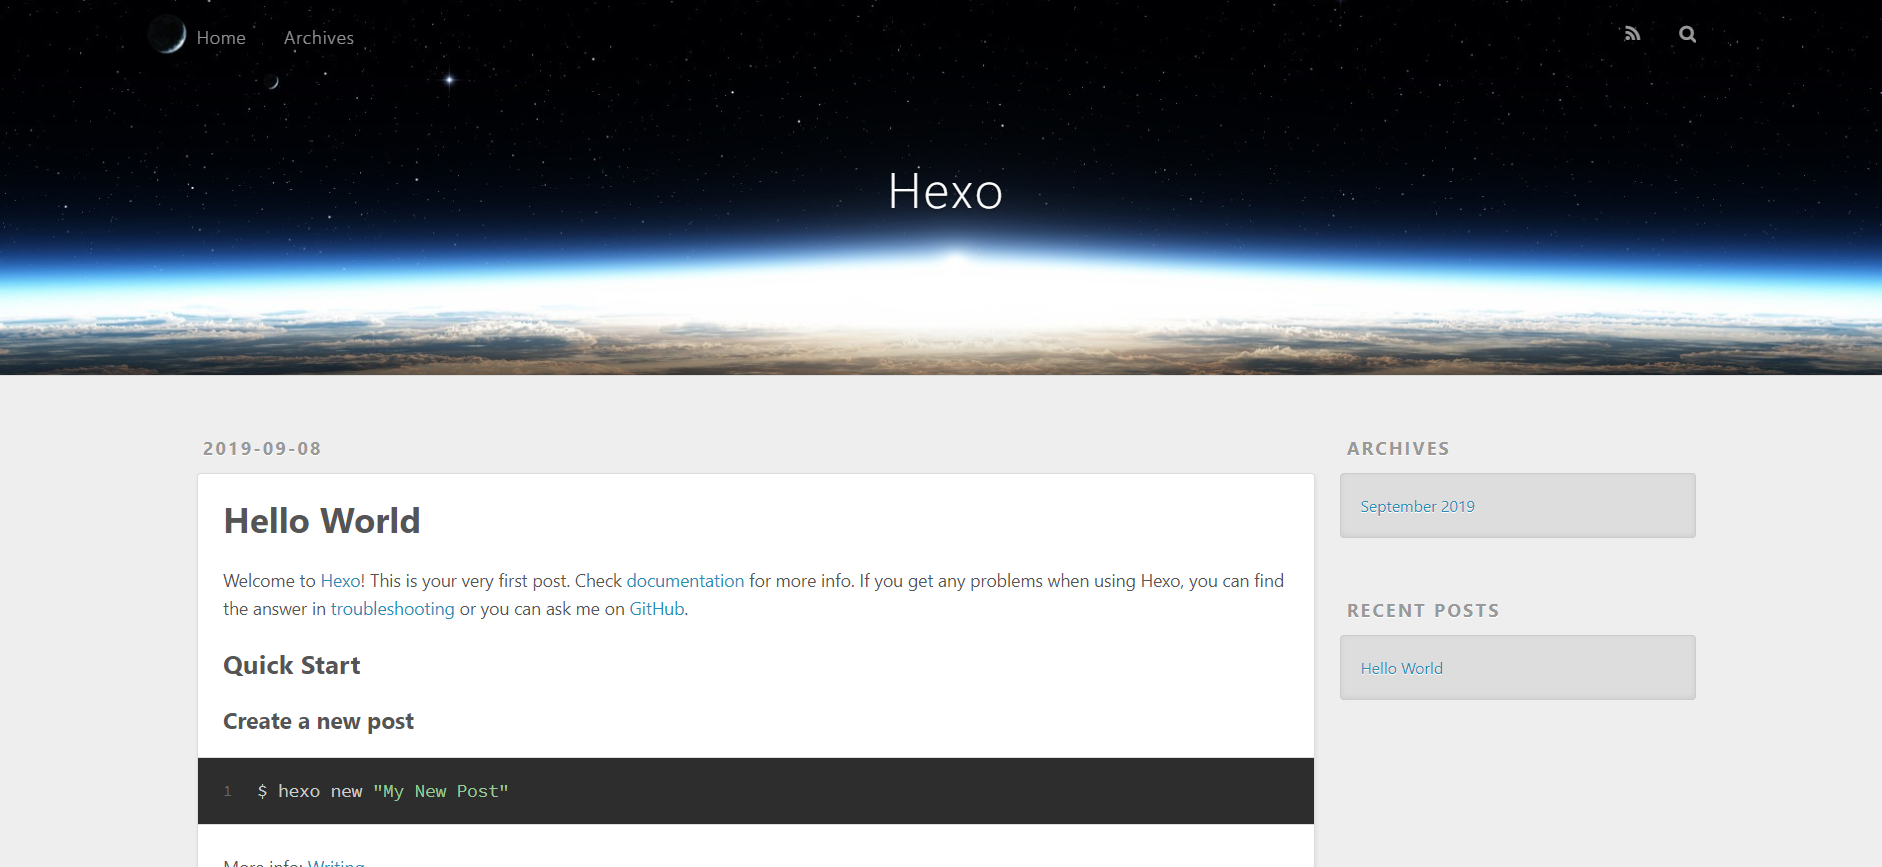 Home Archives
Hexo
2019-09-08
Hello World
Welcome to Hexo! This is your very first post. Check documentation for more info. If you get any problems when using Hexo, you can find
the answer in troubleshooting or you can ask me on GitHub.
Quick Start
Create a new post
1 $ hexo new "My New Post"
More info: Writing
ARCHIVES
September 2019
RECENT POSTS
Hello World